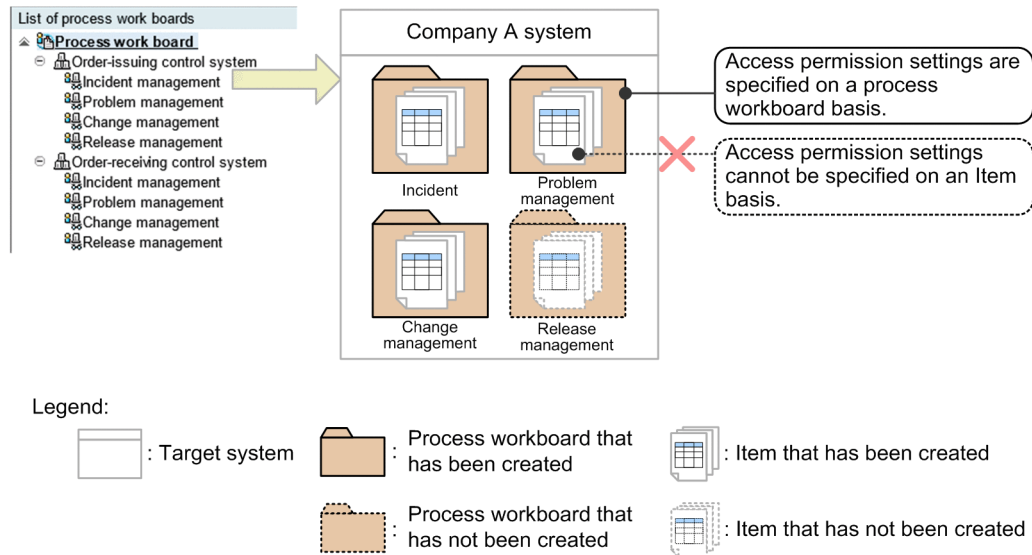 List of process work boards
Process work board
Order-issuing control system
Incident management
Problem management
Change management
Release management
Order-receiving control system
Incident management
Problem management
Change management
Release management
Company A system
Incident
Problem
management
Change
management
Release
management
Access permission settings are
specified on a process
workboard basis.
Access permission settings
cannot be specified on an Item
basis.
Legend:
: Target system
: Process workboard that
has been created
: Item that has been created
: Process workboard that
has not been created
: Item that has not been created